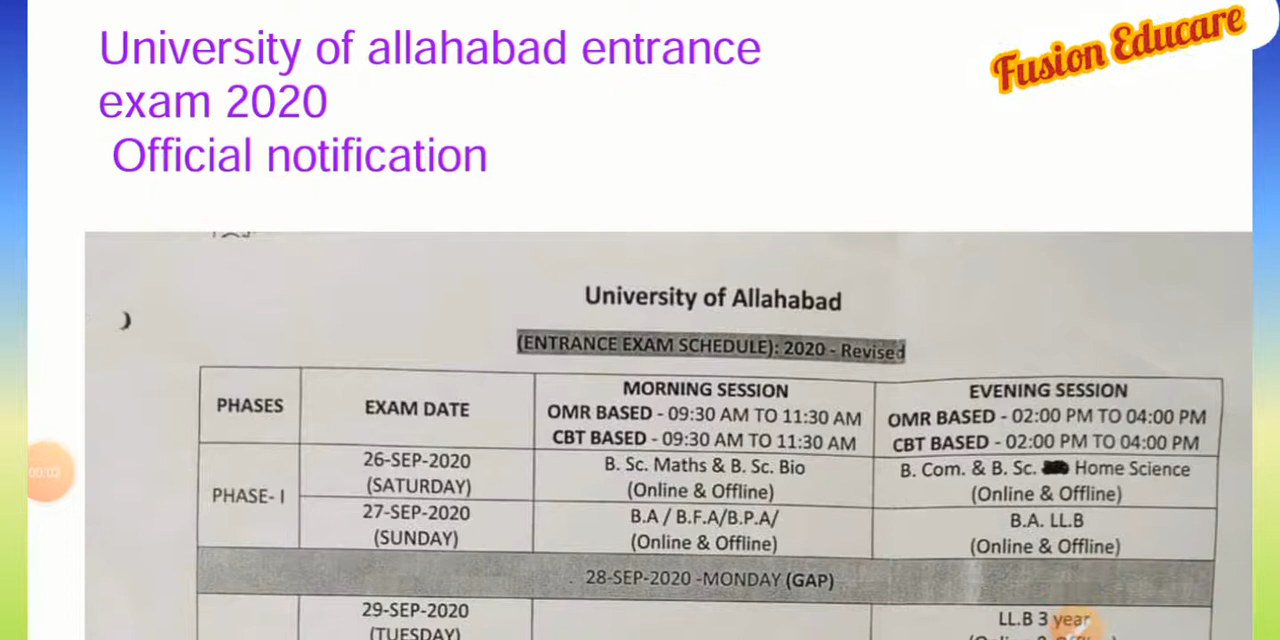 University of allahabad entrance
exam 2020
Official notification
Fusion Educare
University of Allahabad
(ENTRANCE EXAM SCHEDULE): 2020 - Revised
PHASES
EXAM DATE
MORNING SESSION
OMR BASED - 09:30 AM TO 11:30 AM
CBT BASED - 09:30 AM TO 11:30 AM
EVENING SESSION
OMR BASED - 02:00 PM TO 04:00 PM
CBT BASED - 02:00 PM TO 04:00 PM
PHASE- I
26-SEP-2020
(SATURDAY)
B. Sc. Maths & B. Sc. Bio
(Online & Offline)
B. Com. & B. Sc. Home Science
(Online & Offline)
27-SEP-2020
(SUNDAY)
B.A / B.F.A/B.P.A/
(Online & Offline)
B.A. LL.B
(Online & Offline)
28-SEP-2020 -MONDAY (GAP)
29-SEP-2020
(TUESDAY)
LL.B 3 year
00:02